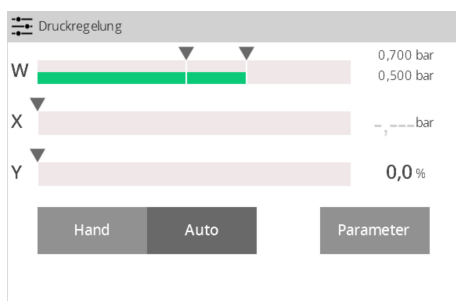 Druckregelung
W
0,700 bar
0,500 bar
X
-,--- bar
Y
0,0 %
Hand
Auto
Parameter